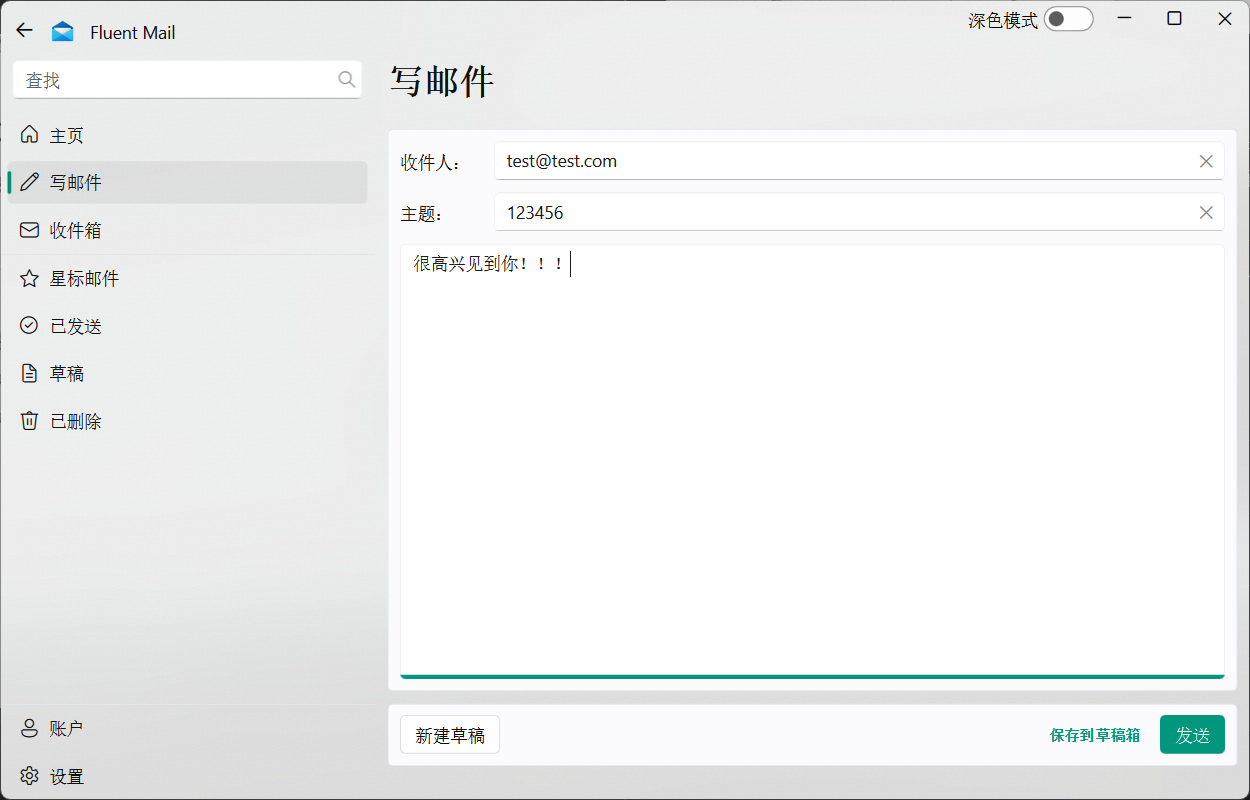 Fluent Mail
深色模式
查找
主页
写邮件
收件箱
星标邮件
已发送
草稿
已删除
账户
设置
写邮件
收件人：
test@test.com
主题：
123456
很高兴见到你！！！
新建草稿
保存到草稿箱
发送